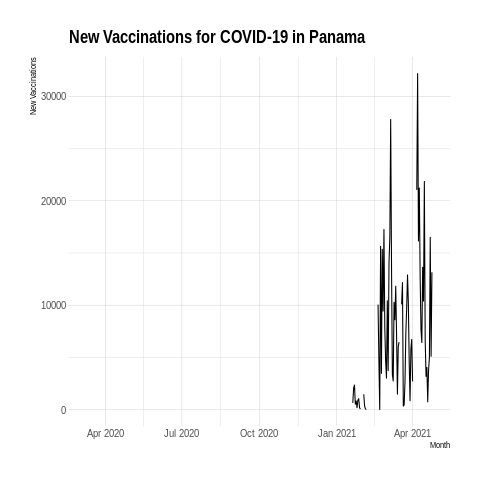 New Vaccinations for COVID-19 in Panama
New Vaccinations
30000
20000
10000
0
Apr 2020 Jul 2020 Oct 2020 Jan 2021 Apr 2021
Month